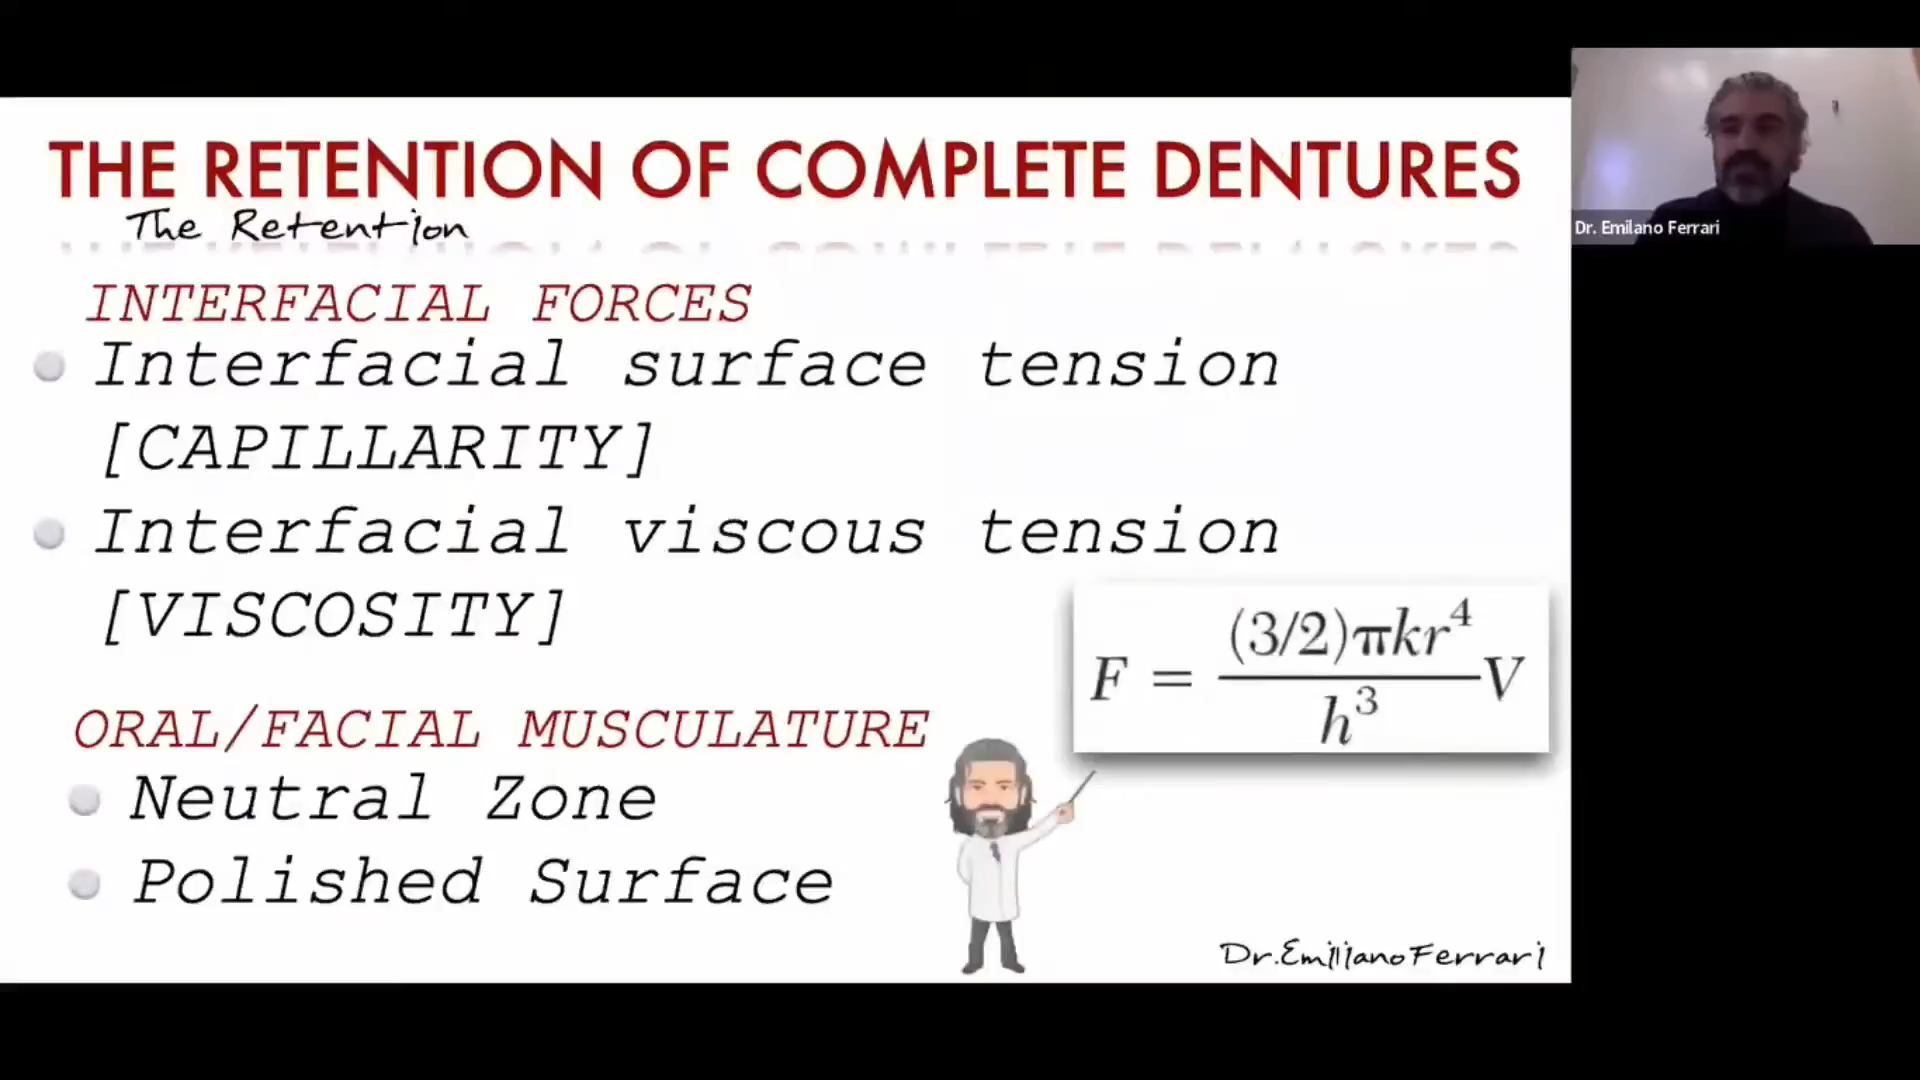 THE RETENTION OF COMPLETE DENTURES
The Retention
INTERFACIAL FORCES
Interfacial surface tension
[CAPILLARITY]
Interfacial viscous tension
[VISCOSITY]
F = (3/2)πkr⁴ / h³ V
ORAL/FACIAL MUSCULATURE
Neutral Zone
Polished Surface
Dr.EmilianoFerrari
Dr. Emilano Ferrari